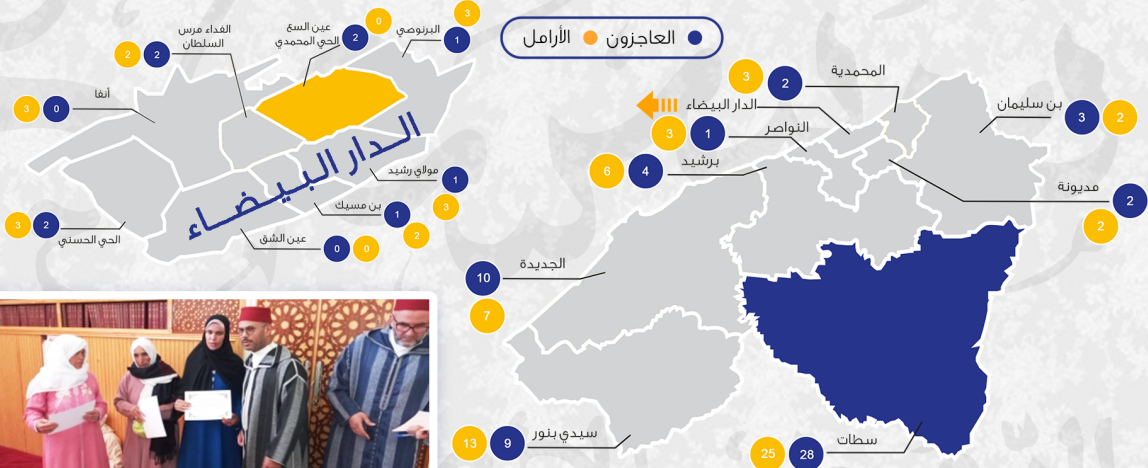 العاجزون
الأرامل
البرنوصي
3
1
عين السبع
الحي المحمدي
0
2
الفداء مرس
السلطان
2
2
أنفا
0
3
الدار البيضاء
مولاي رشيد
1
3
بن مسيك
1
2
عين الشق
0
0
الحي الحسني
2
3
المحمدية
2
3
الدار البيضاء
النواصر
1
3
برشيد
4
6
بن سليمان
3
2
مديونة
2
2
الجديدة
10
7
سيدي بنور
9
13
سطات
28
25